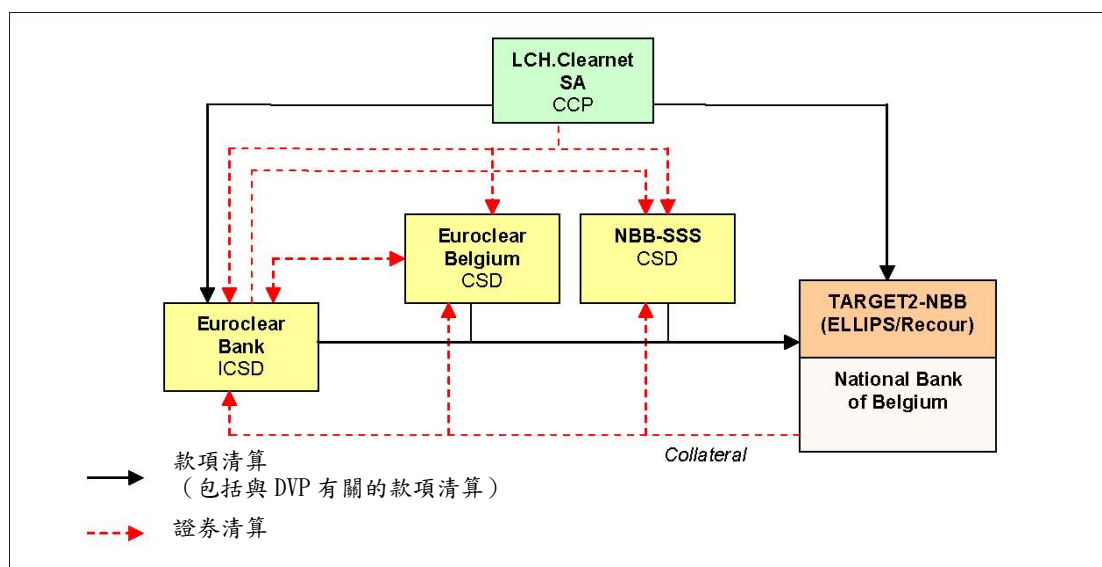 LCH.Clearnet
SA
CCP
Euroclear
Belgium
CSD
NBB-SSS
CSD
Euroclear
Bank
ICSD
TARGET2-NBB
(ELLIPS/Recour)
National Bank
of Belgium
Collateral
款項清算
（包括與 DVP 有關的款項清算）
證券清算